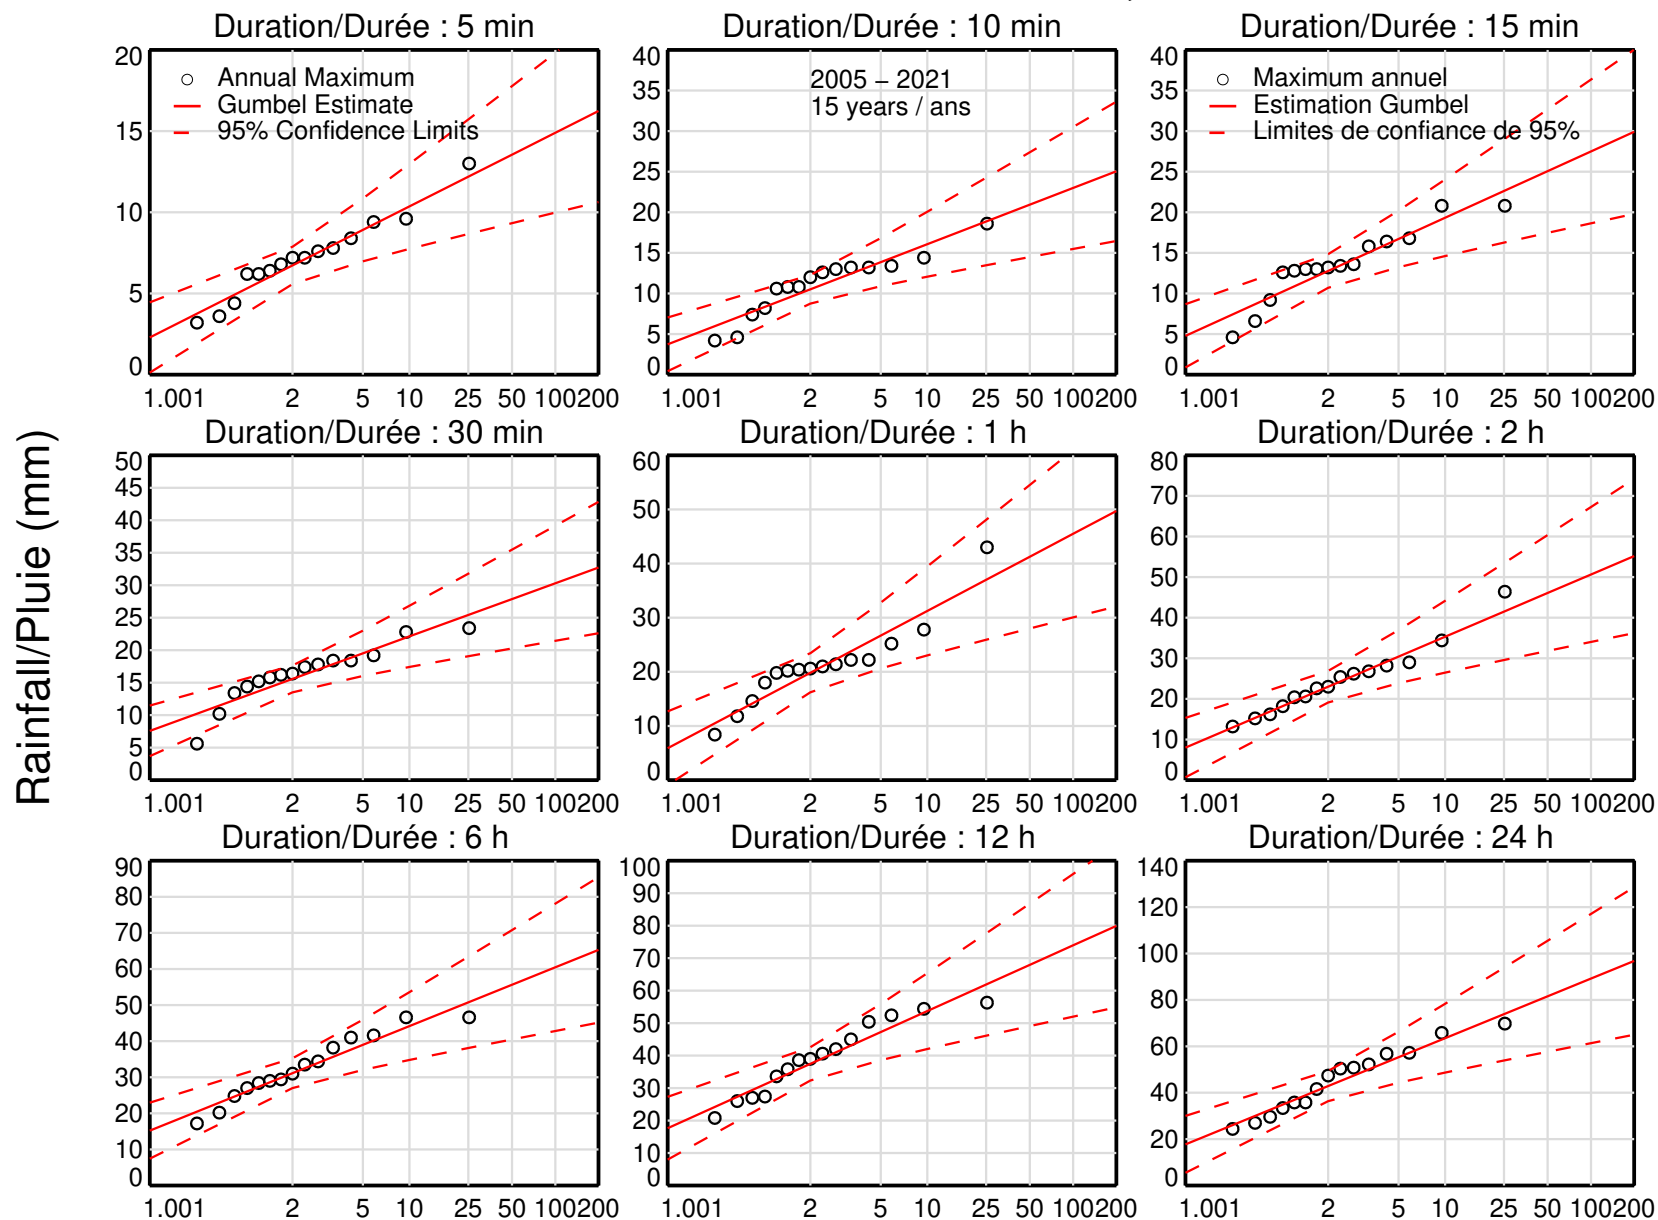 Duration/Durée : 5 min
Duration/Durée : 10 min
Duration/Durée : 15 min
20
15
10
5
0
Annual Maximum
Gumbel Estimate
95% Confidence Limits
1.001 2 5 10 25 50 100200
40
35
30
25
20
15
10
5
0
2005 – 2021
15 years / ans
1.001 2 5 10 25 50 100200
40
35
30
25
20
15
10
5
0
Maximum annuel
Estimation Gumbel
Limites de confiance de 95%
1.001 2 5 10 25 50 100200
Rainfall/Pluie (mm)
Duration/Durée : 30 min
Duration/Durée : 1 h
Duration/Durée : 2 h
50
45
40
35
30
25
20
15
10
5
0
1.001 2 5 10 25 50 100200
60
50
40
30
20
10
0
1.001 2 5 10 25 50 100200
80
70
60
50
40
30
20
10
0
1.001 2 5 10 25 50 100200
Duration/Durée : 6 h
Duration/Durée : 12 h
Duration/Durée : 24 h
90
80
70
60
50
40
30
20
10
0
1.001 2 5 10 25 50 100200
100
90
80
70
60
50
40
30
20
10
0
1.001 2 5 10 25 50 100200
140
120
100
80
60
40
20
0
1.001 2 5 10 25 50 100200